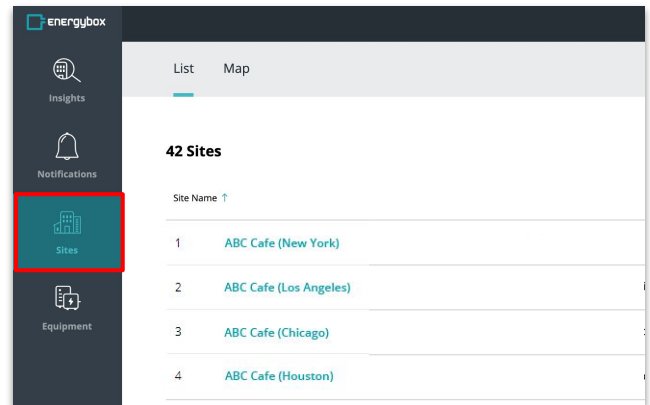 energybox
List Map
Insights
Notifications
Sites
Equipment
42 Sites
Site Name ↑
1 ABC Cafe (New York)
2 ABC Cafe (Los Angeles)
3 ABC Cafe (Chicago)
4 ABC Cafe (Houston)